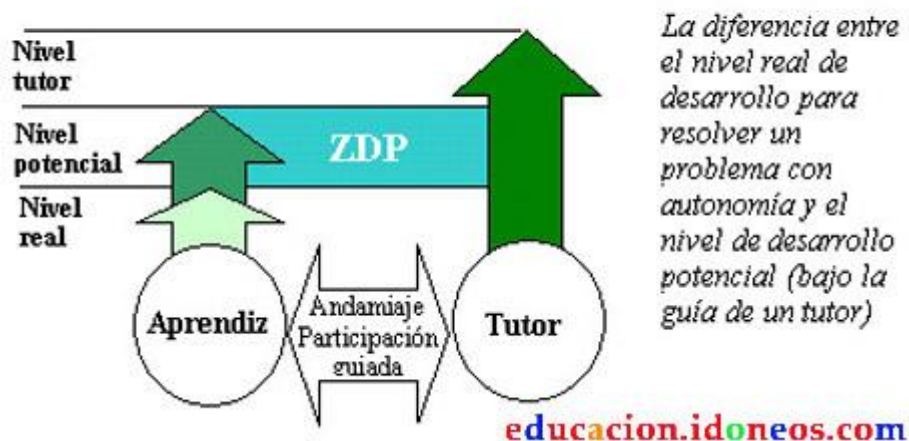 Nivel
tutor
Nivel
potencial
Nivel
real
ZDP
Aprendiz
Andamiaje
Participación
guiada
Tutor
La diferencia entre
el nivel real de
desarrollo para
resolver un
problema con
autonomía y el
nivel de desarrollo
potencial (bajo la
guía de un tutor)
educacion.idoneos.com